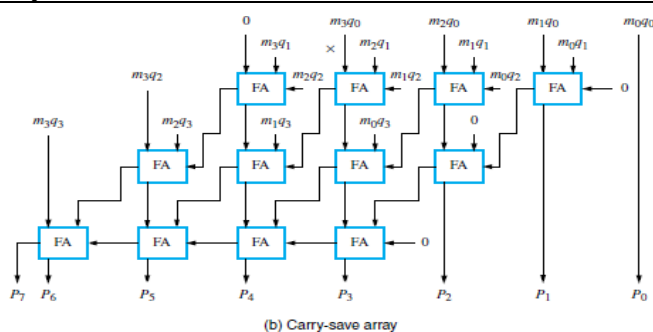 0 m₃q₀ m₂q₀ m₁q₀ m₀q₀
m₃q₁ × m₂q₁ m₁q₁ m₀q₁
m₃q₂ FA m₂q₂ FA m₁q₂ FA m₀q₂ FA 0
m₃q₃ m₂q₃ m₁q₃ m₀q₃ 0
FA FA FA FA
FA FA FA FA 0
P₇ P₆ P₅ P₄ P₃ P₂ P₁ P₀
(b) Carry-save array